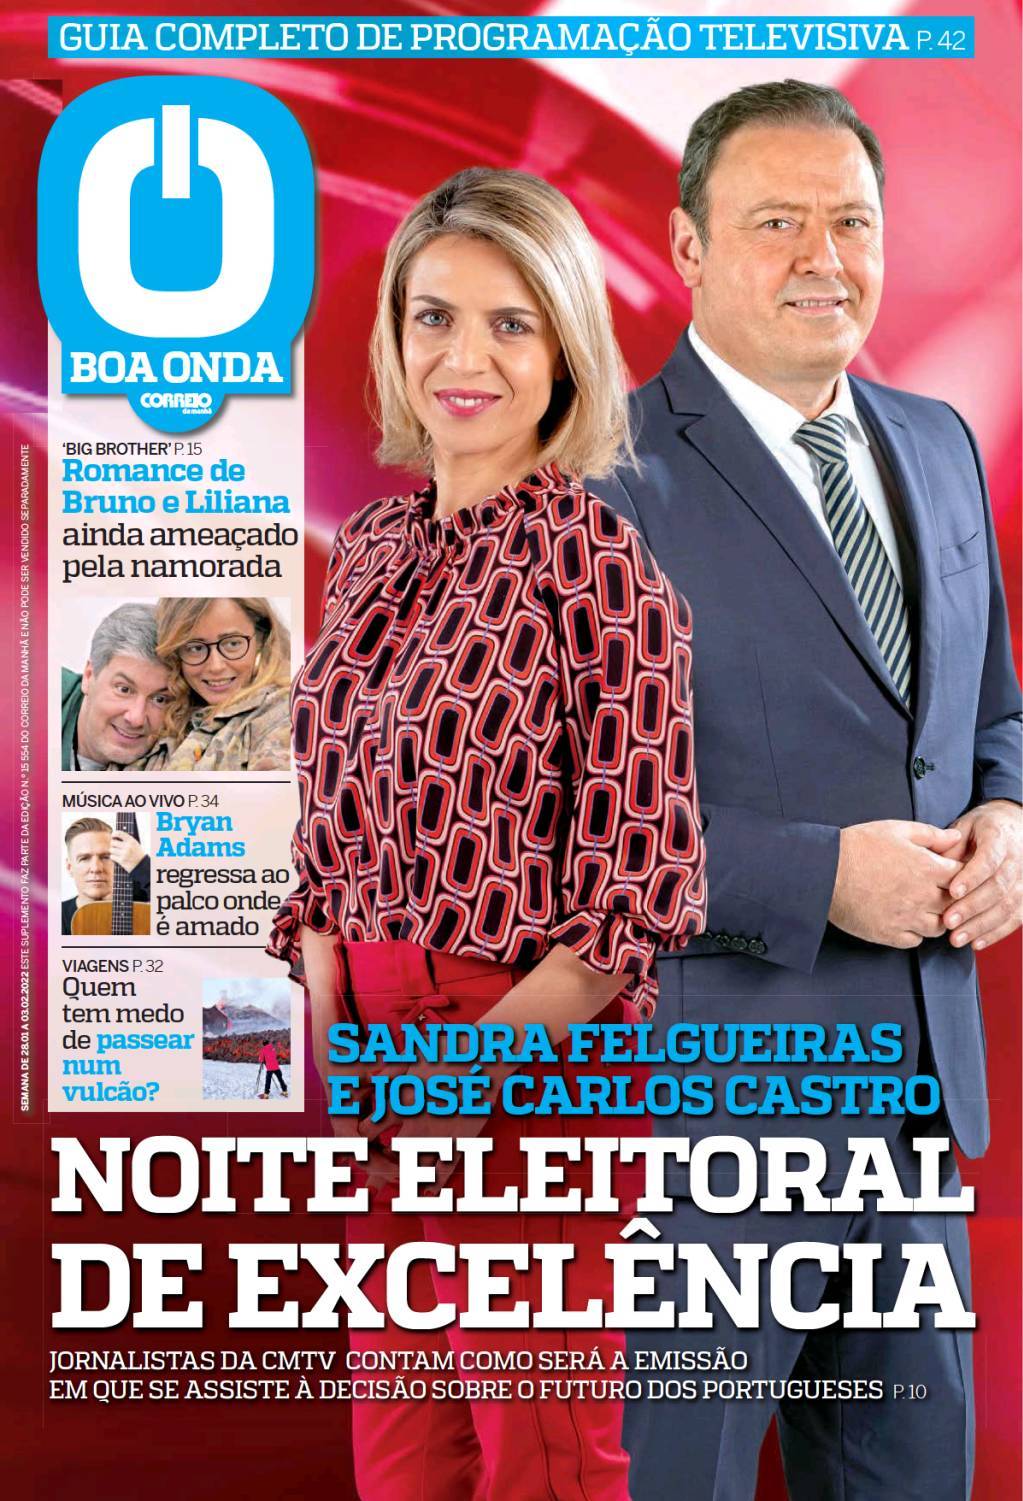 GUIA COMPLETO DE PROGRAMAÇÃO TELEVISIVA P. 42
BOA ONDA
CORREIO
da manhã
‘BIG BROTHER’ P. 15
Romance de
Bruno e Liliana
ainda ameaçado
pela namorada
MÚSICA AO VIVO P. 34
Bryan
Adams
regressa ao
palco onde
é amado
VIAGENS P. 32
Quem
tem medo
de passear
num
vulcão?
SEMANA DE 28.01 A 03.02.2022 ESTE SUPLEMENTO FAZ PARTE DA EDIÇÃO N.º 15 554 DO CORREIO DA MANHÃ E NÃO PODE SER VENDIDO SEPARADAMENTE
SANDRA FELGUEIRAS
E JOSÉ CARLOS CASTRO
NOITE ELEITORAL
DE EXCELÊNCIA
JORNALISTAS DA CMTV CONTAM COMO SERÁ A EMISSÃO
EM QUE SE ASSISTE À DECISÃO SOBRE O FUTURO DOS PORTUGUESES P. 10